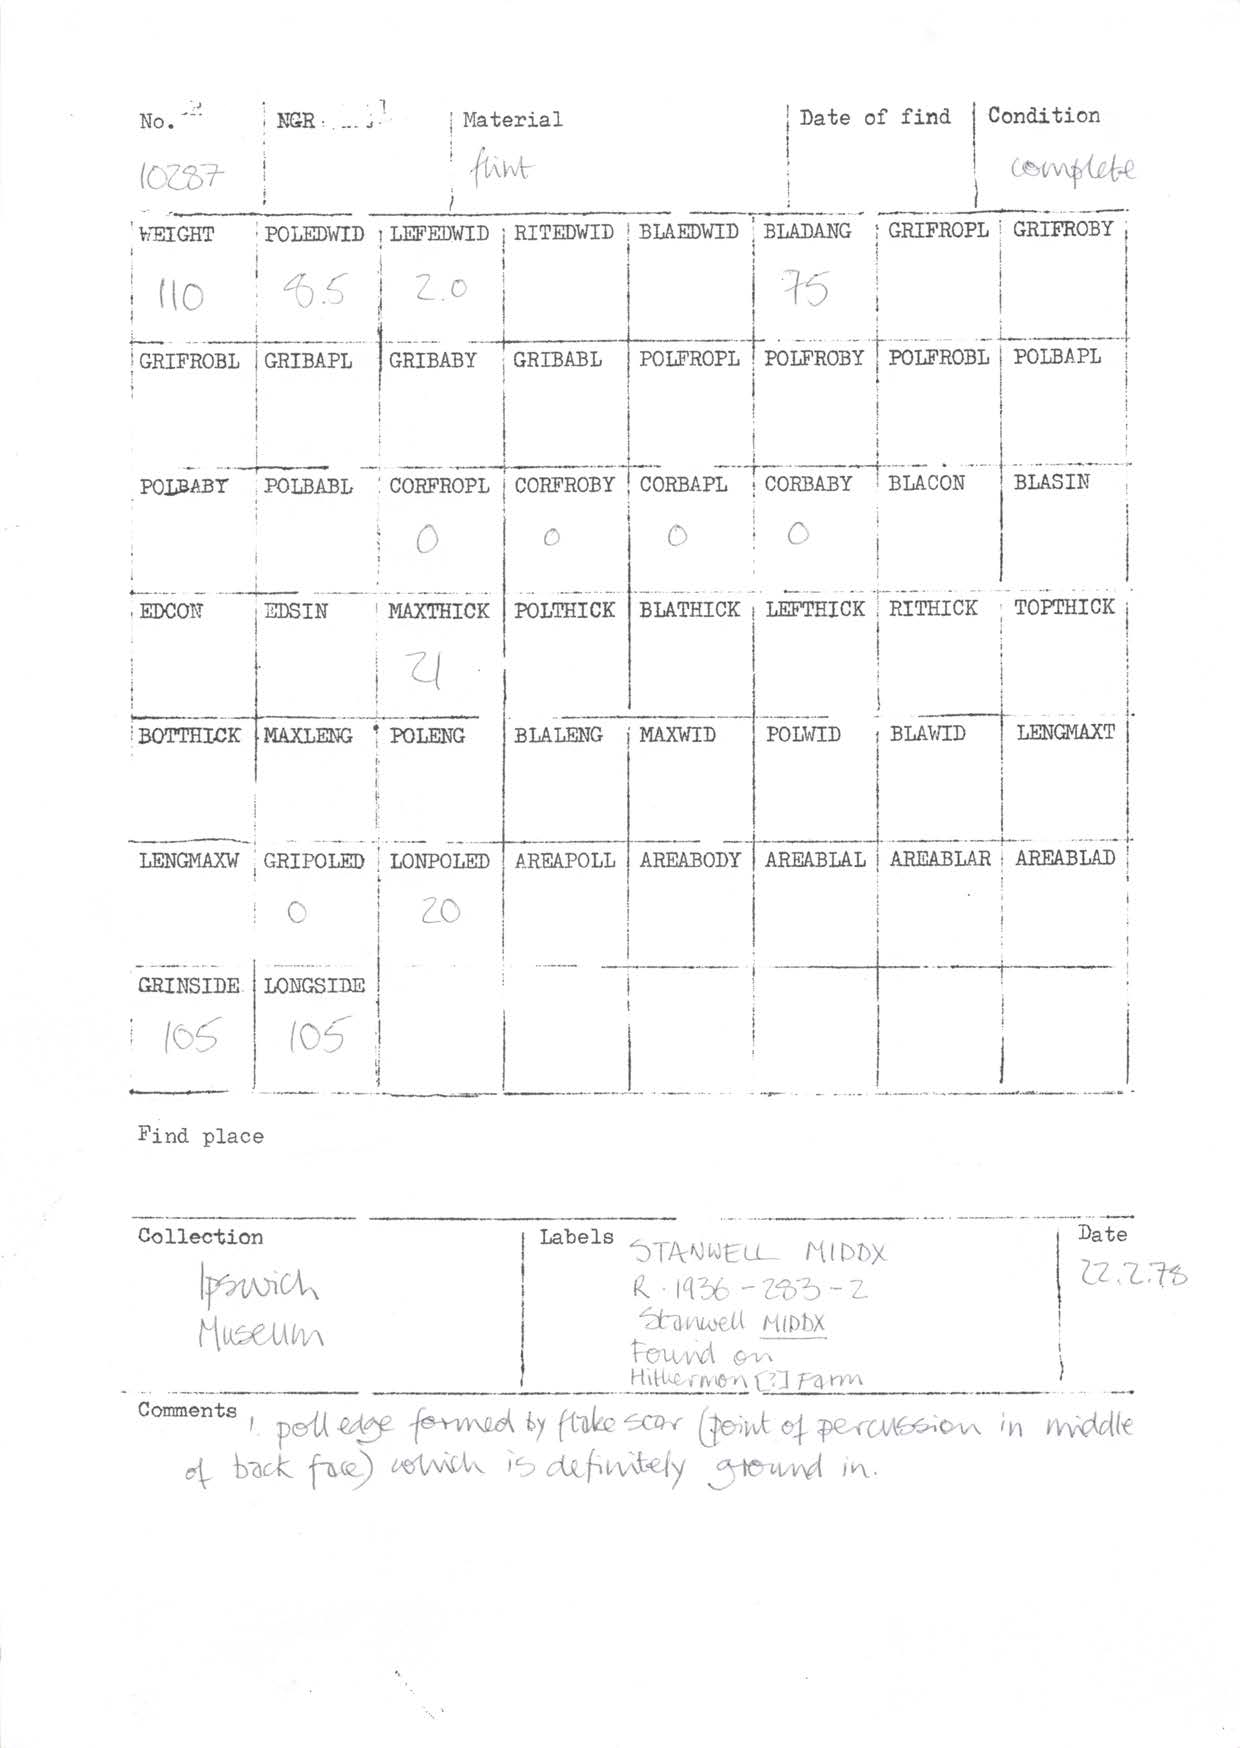 No. NGR Material Date of find Condition
10287 flint complete
WEIGHT POLEDWID LEFEDWID RITEDWID BLAEDWID BLADANG GRIFROPL GRIFROBY
110 8.5 2.0 75
GRIFROBL GRIBAPL GRIBABY GRIBABL POLFROPL POLFROBY POLFROBL POLBAPL
POLBABY POLBABL CORFROPL CORFROBY CORBAPL CORBABY BLACON BLASIN
0 0 0 0
EDCON EDSIN MAXTHICK POLTHICK BLATHICK LEFTHICK RITHICK TOPTHICK
21
BOTTHICK MAXLENG POLENG BLALENG MAXWID POLWID BLAWID LENGMAXT
LENGMAXW GRIPOLED LONPOLED AREAPOLL AREABODY AREABLAL AREABLAR AREABLAD
0 20
GRINSIDE LONGSIDE
105 105
Find place
Collection
Ipswich
Museum
Labels
STANWELL MIDDX
R.1936-283-2
Stanwell MIDDX
Found on
Hithermon [?] Farm
Date
22.2.78
Comments 1. poll edge formed by flake scar (point of percussion in middle
of back face) which is definitely ground in.